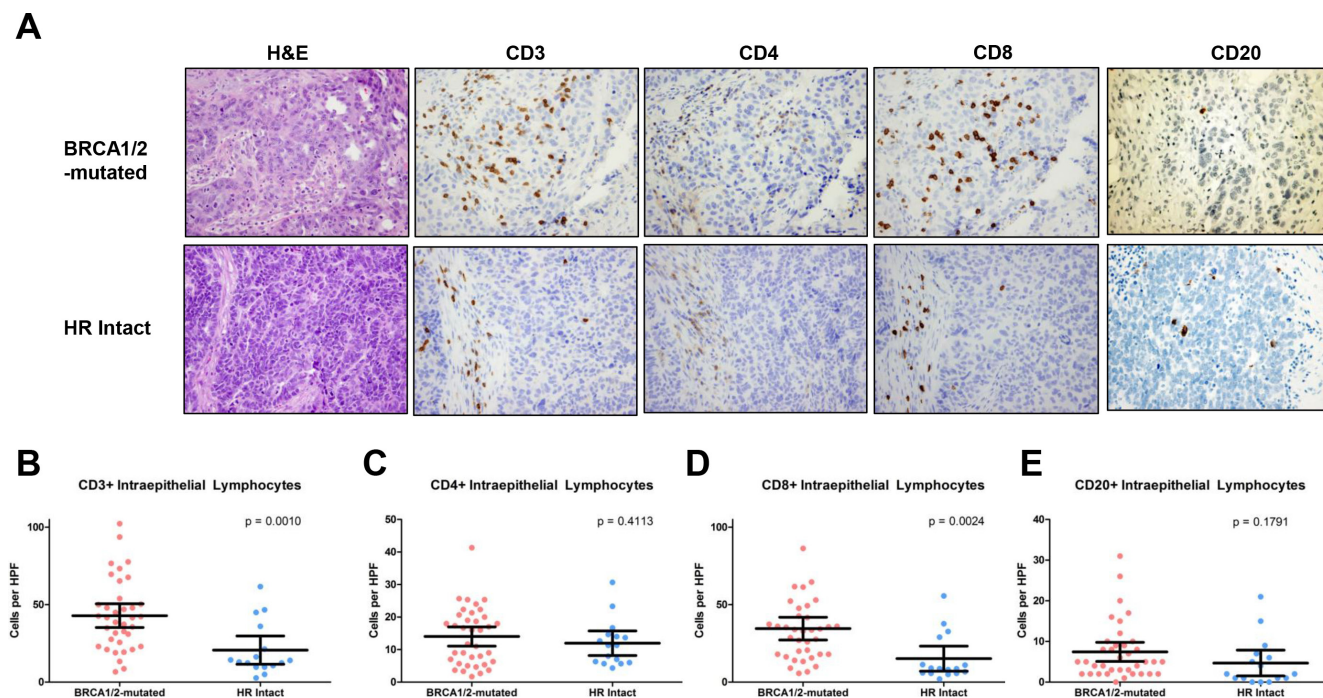 A
H&E CD3 CD4 CD8 CD20
BRCA1/2
-mutated
HR Intact
B
CD3+ Intraepithelial Lymphocytes
p = 0.0010
Cells per HPF
100
50
0
BRCA1/2-mutated HR Intact
C
CD4+ Intraepithelial Lymphocytes
p = 0.4113
Cells per HPF
50
40
30
20
10
0
BRCA1/2-mutated HR Intact
D
CD8+ Intraepithelial Lymphocytes
p = 0.0024
Cells per HPF
100
50
0
BRCA1/2-mutated HR Intact
E
CD20+ Intraepithelial Lymphocytes
p = 0.1791
Cells per HPF
40
30
20
10
0
BRCA1/2-mutated HR Intact